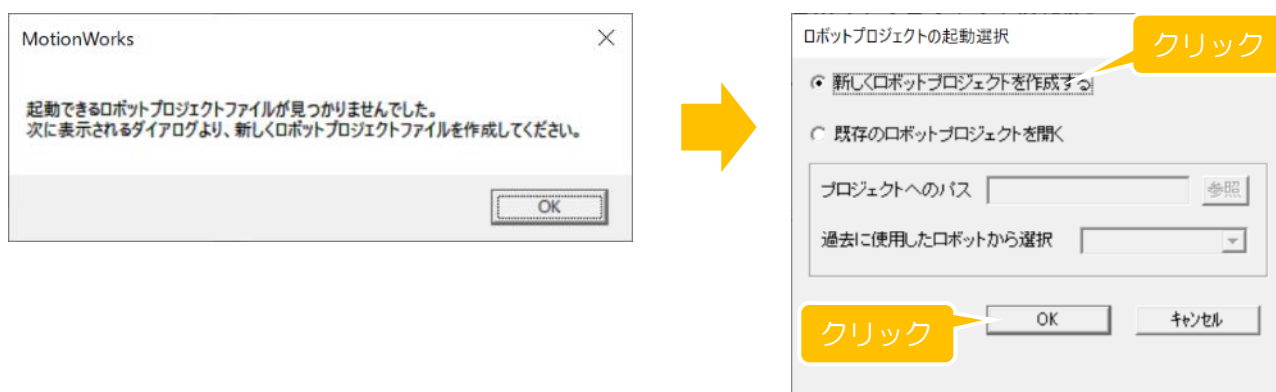 MotionWorks
起動できるロボットプロジェクトファイルが見つかりませんでした。
次に表示されるダイアログより、新しくロボットプロジェクトファイルを作成してください。
OK
ロボットプロジェクトの起動選択
クリック
新しくロボットプロジェクトを作成する
既存のロボットプロジェクトを開く
プロジェクトへのパス
参照
過去に使用したロボットから選択
クリック
OK
キャンセル